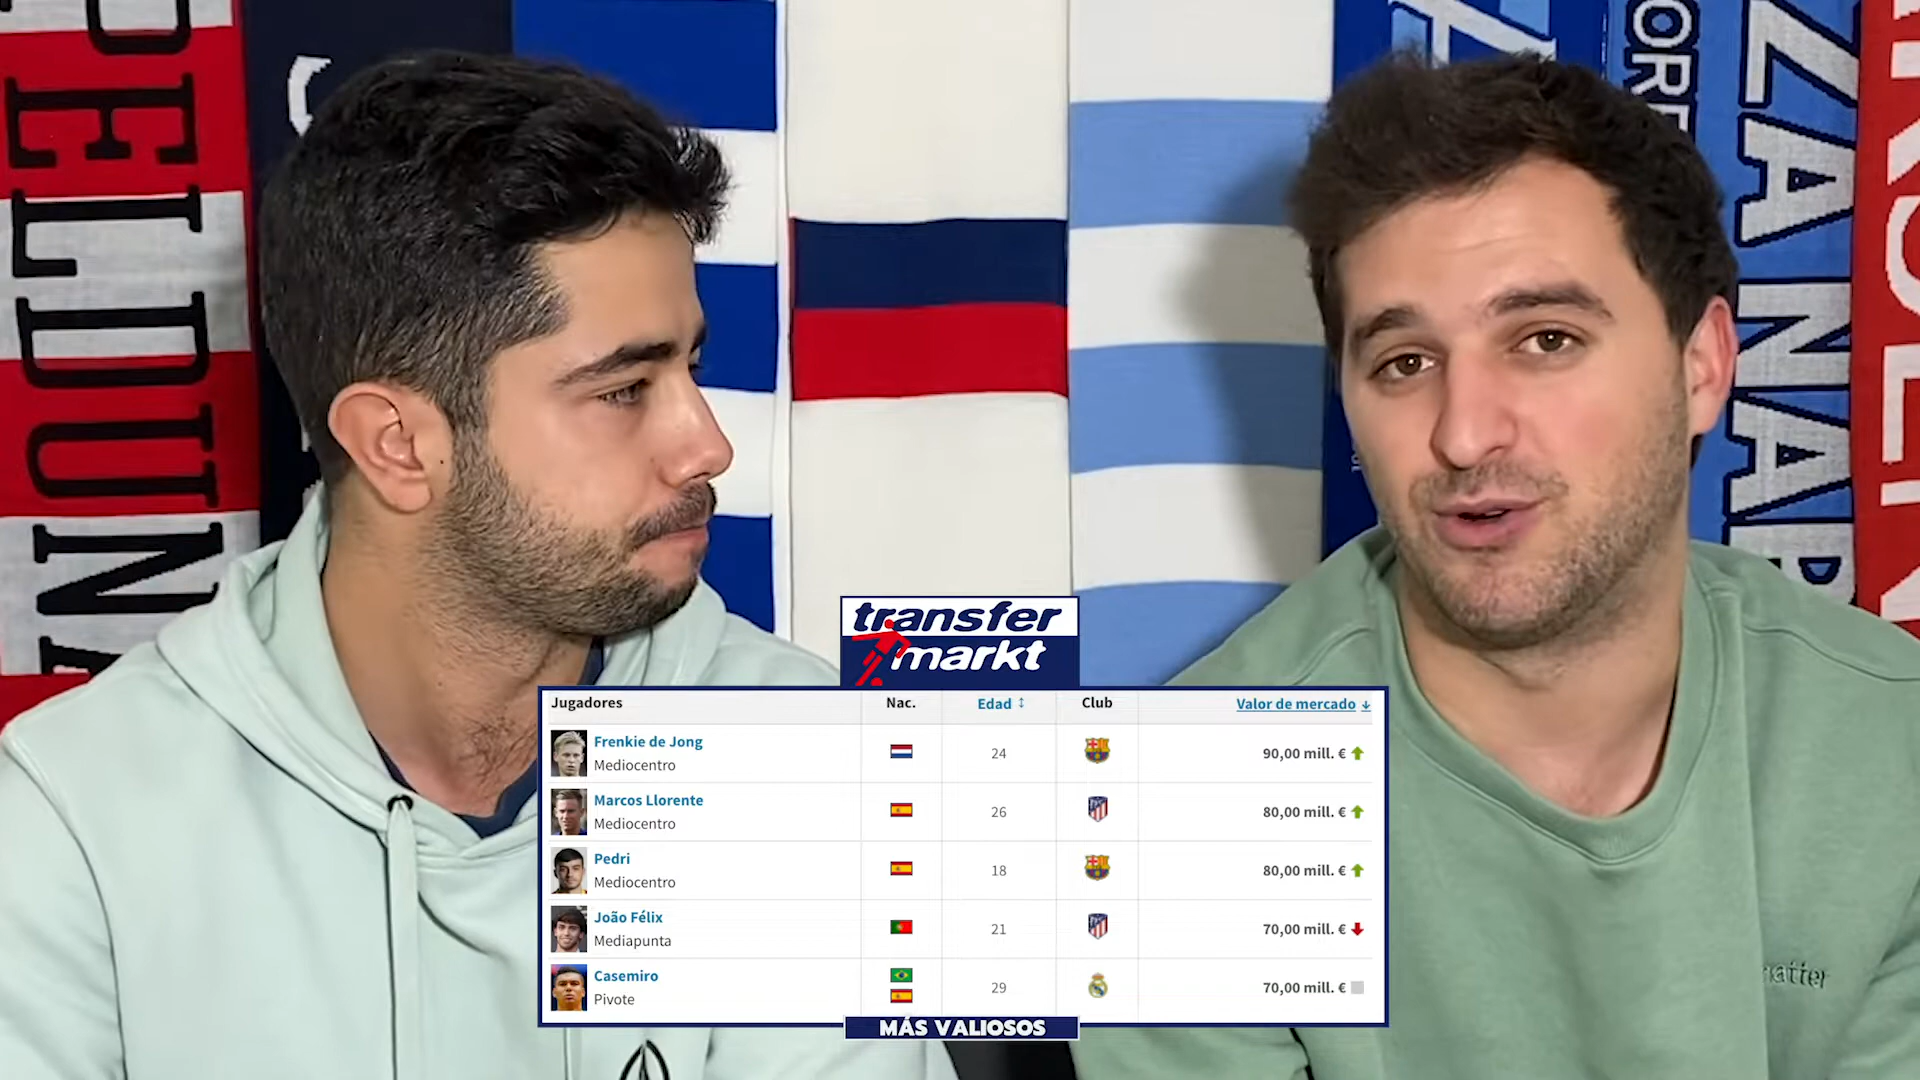 PELDUNA
ZANAR
transfer
markt
Jugadores Nac. Edad Club Valor de mercado
Frenkie de Jong
Mediocentro
24 90,00 mill. €
Marcos Llorente
Mediocentro
26 80,00 mill. €
Pedri
Mediocentro
18 80,00 mill. €
João Félix
Mediapunta
21 70,00 mill. €
Casemiro
Pivote
29 70,00 mill. €
MÁS VALIOSOS